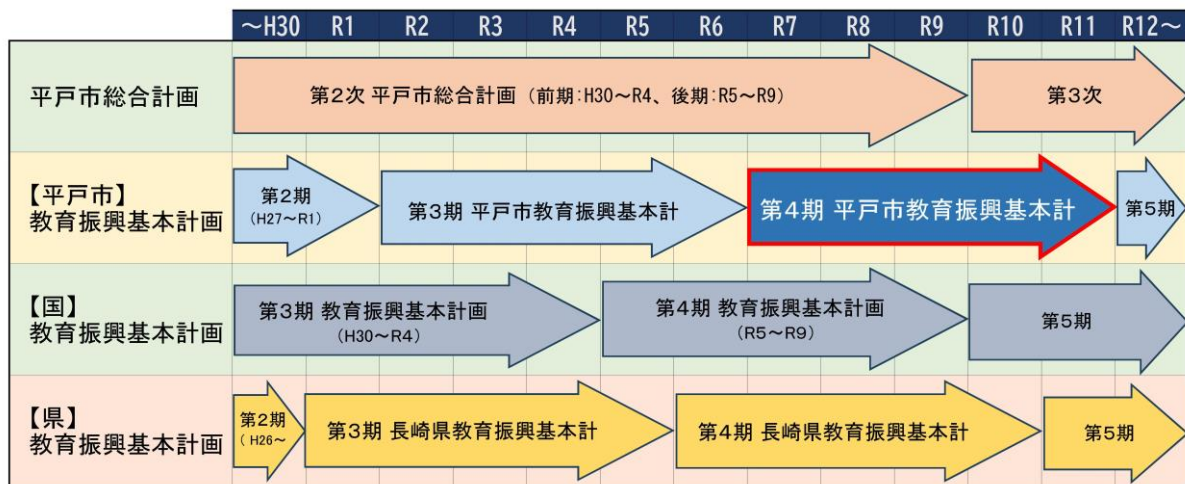 ～H30 R1 R2 R3 R4 R5 R6 R7 R8 R9 R10 R11 R12～
平戸市総合計画
第2次 平戸市総合計画（前期：H30～R4、後期：R5～R9）
第3次
【平戸市】
教育振興基本計画
第2期
（H27～R1）
第3期 平戸市教育振興基本計
第4期 平戸市教育振興基本計
第5期
【国】
教育振興基本計画
第3期 教育振興基本計画
（H30～R4）
第4期 教育振興基本計画
（R5～R9）
第5期
【県】
教育振興基本計画
第2期
（ H26～
第3期 長崎県教育振興基本計
第4期 長崎県教育振興基本計
第5期